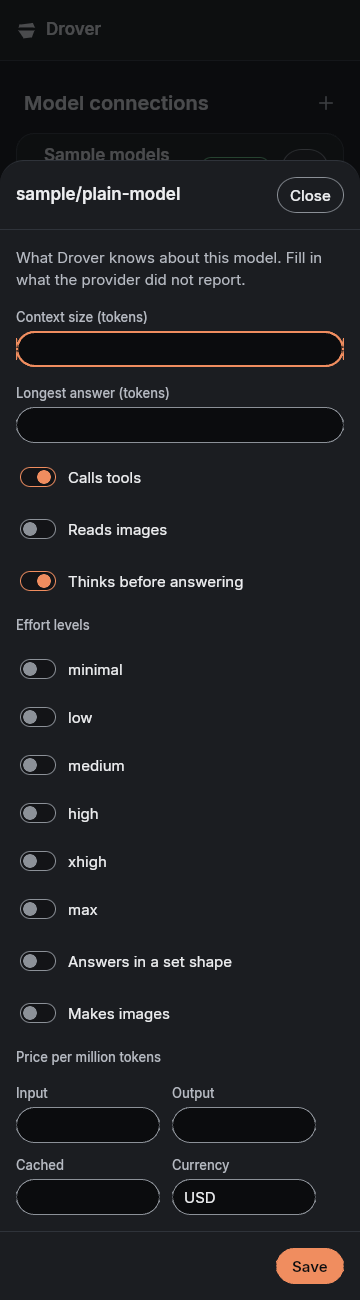 Drover
Model connections
Sample models
sample/plain-model
Close
What Drover knows about this model. Fill in
what the provider did not report.
Context size (tokens)
Longest answer (tokens)
Calls tools
Reads images
Thinks before answering
Effort levels
minimal
low
medium
high
xhigh
max
Answers in a set shape
Makes images
Price per million tokens
Input Output
Cached Currency
USD
Save